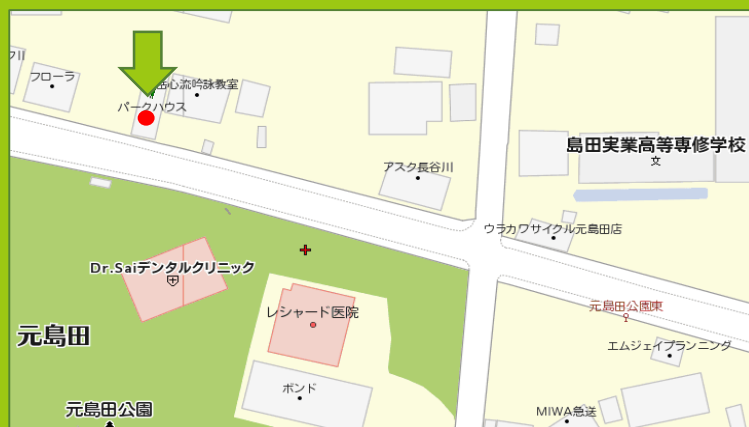 フローラ
岳心流吟詠教室
パークハウス
アスク長谷川
島田実業高等専修学校
文
ウラカワサイクル元島田店
Dr.Saiデンタルクリニック
レシャード医院
元島田公園東
元島田
エムジェイプランニング
ボンド
元島田公園
MIWA急送